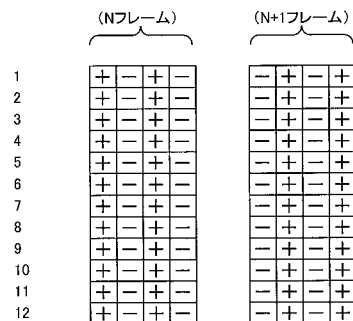 (Nフレーム) (N+1フレーム)
1 + − + − − + − +
2 + − + − − + − +
3 + − + − − + − +
4 + − + − − + − +
5 + − + − − + − +
6 + − + − − + − +
7 + − + − − + − +
8 + − + − − + − +
9 + − + − − + − +
10 + − + − − + − +
11 + − + − − + − +
12 + − + − − + − +